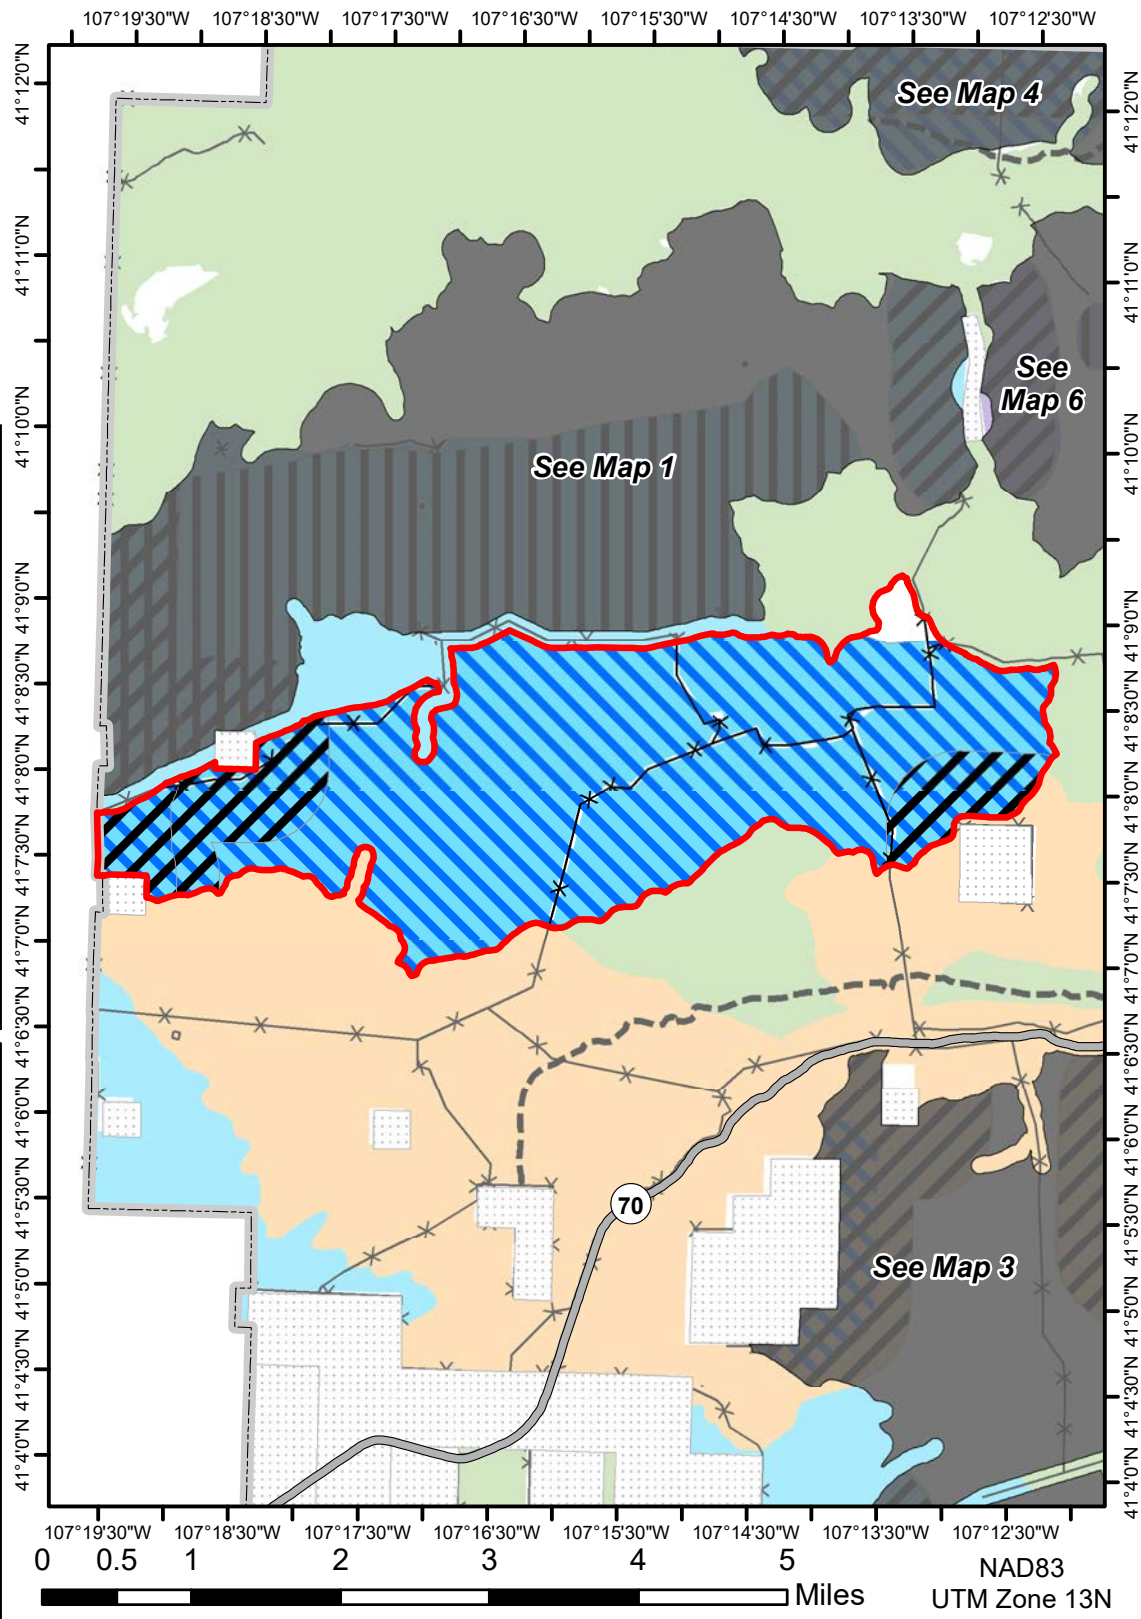 107°19'30"W 107°18'30"W 107°17'30"W 107°16'30"W 107°15'30"W 107°14'30"W 107°13'30"W 107°12'30"W
41°12'0"N
See Map 4
41°12'0"N
41°11'0"N
41°11'0"N
See
Map 6
41°10'0"N
See Map 1
41°10'0"N
41°9'0"N
41°9'0"N
41°8'30"N
41°8'30"N
41°8'0"N
41°8'0"N
41°7'30"N
41°7'30"N
41°7'0"N
41°7'0"N
41°6'30"N
41°6'30"N
41°6'0"N
41°6'0"N
41°5'30"N
70
41°5'30"N
41°5'0"N
See Map 3
41°5'0"N
41°4'30"N
41°4'30"N
41°4'0"N
41°4'0"N
107°19'30"W 107°18'30"W 107°17'30"W 107°16'30"W 107°15'30"W 107°14'30"W 107°13'30"W 107°12'30"W
0 0.5 1 2 3 4 5
Miles
NAD83
UTM Zone 13N